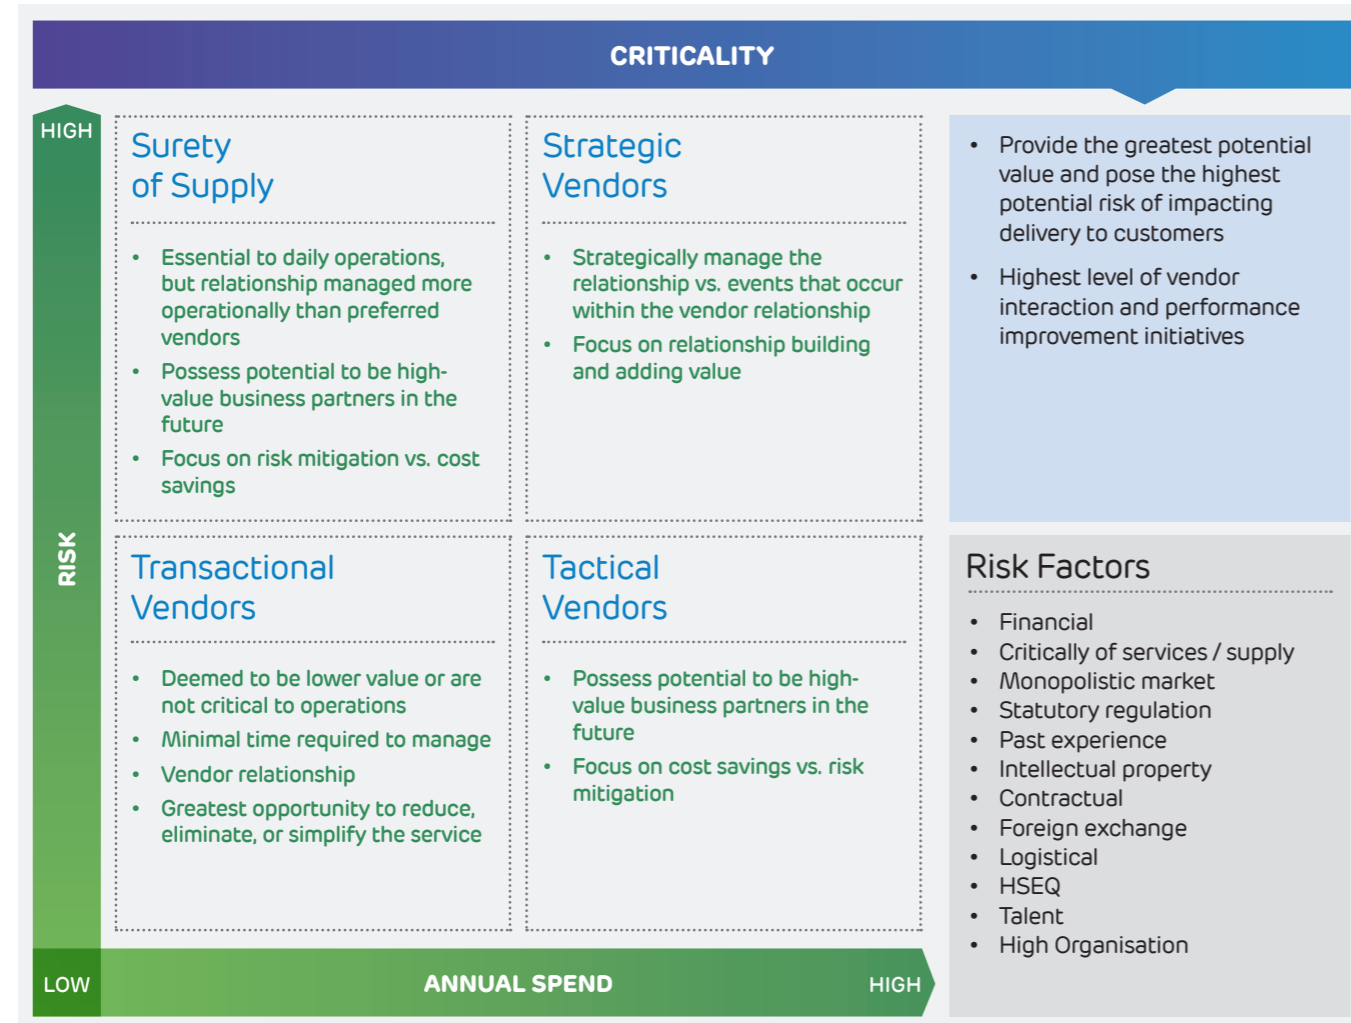 CRITICALITY
HIGH
Surety
of Supply
• Essential to daily operations,
but relationship managed more
operationally than preferred
vendors
• Possess potential to be high-
value business partners in the
future
• Focus on risk mitigation vs. cost
savings
Strategic
Vendors
• Strategically manage the
relationship vs. events that occur
within the vendor relationship
• Focus on relationship building
and adding value
• Provide the greatest potential
value and pose the highest
potential risk of impacting
delivery to customers
• Highest level of vendor
interaction and performance
improvement initiatives
RISK
Transactional
Vendors
• Deemed to be lower value or are
not critical to operations
• Minimal time required to manage
• Vendor relationship
• Greatest opportunity to reduce,
eliminate, or simplify the service
Tactical
Vendors
• Possess potential to be high-
value business partners in the
future
• Focus on cost savings vs. risk
mitigation
Risk Factors
• Financial
• Critically of services / supply
• Monopolistic market
• Statutory regulation
• Past experience
• Intellectual property
• Contractual
• Foreign exchange
• Logistical
• HSEQ
• Talent
• High Organisation
LOW
ANNUAL SPEND
HIGH